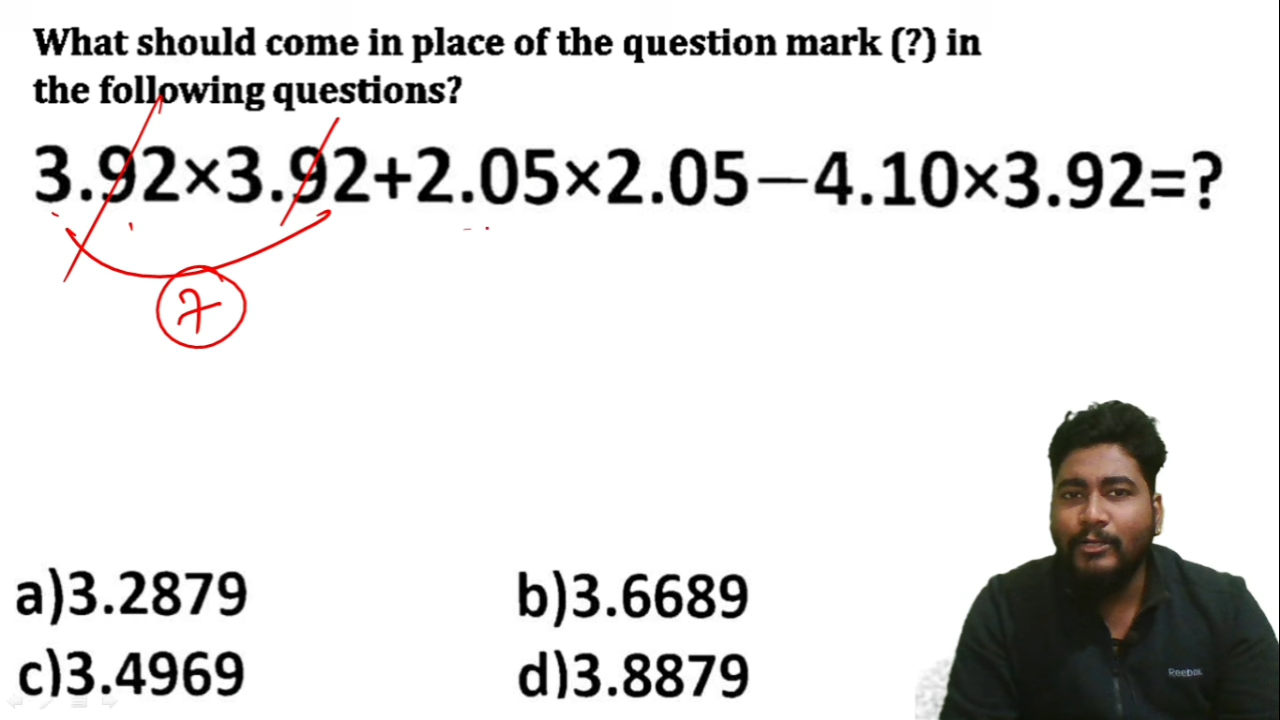 What should come in place of the question mark (?) in
the following questions?
3.92×3.92+2.05×2.05−4.10×3.92=?
7
a)3.2879
b)3.6689
c)3.4969
d)3.8879
Reebok